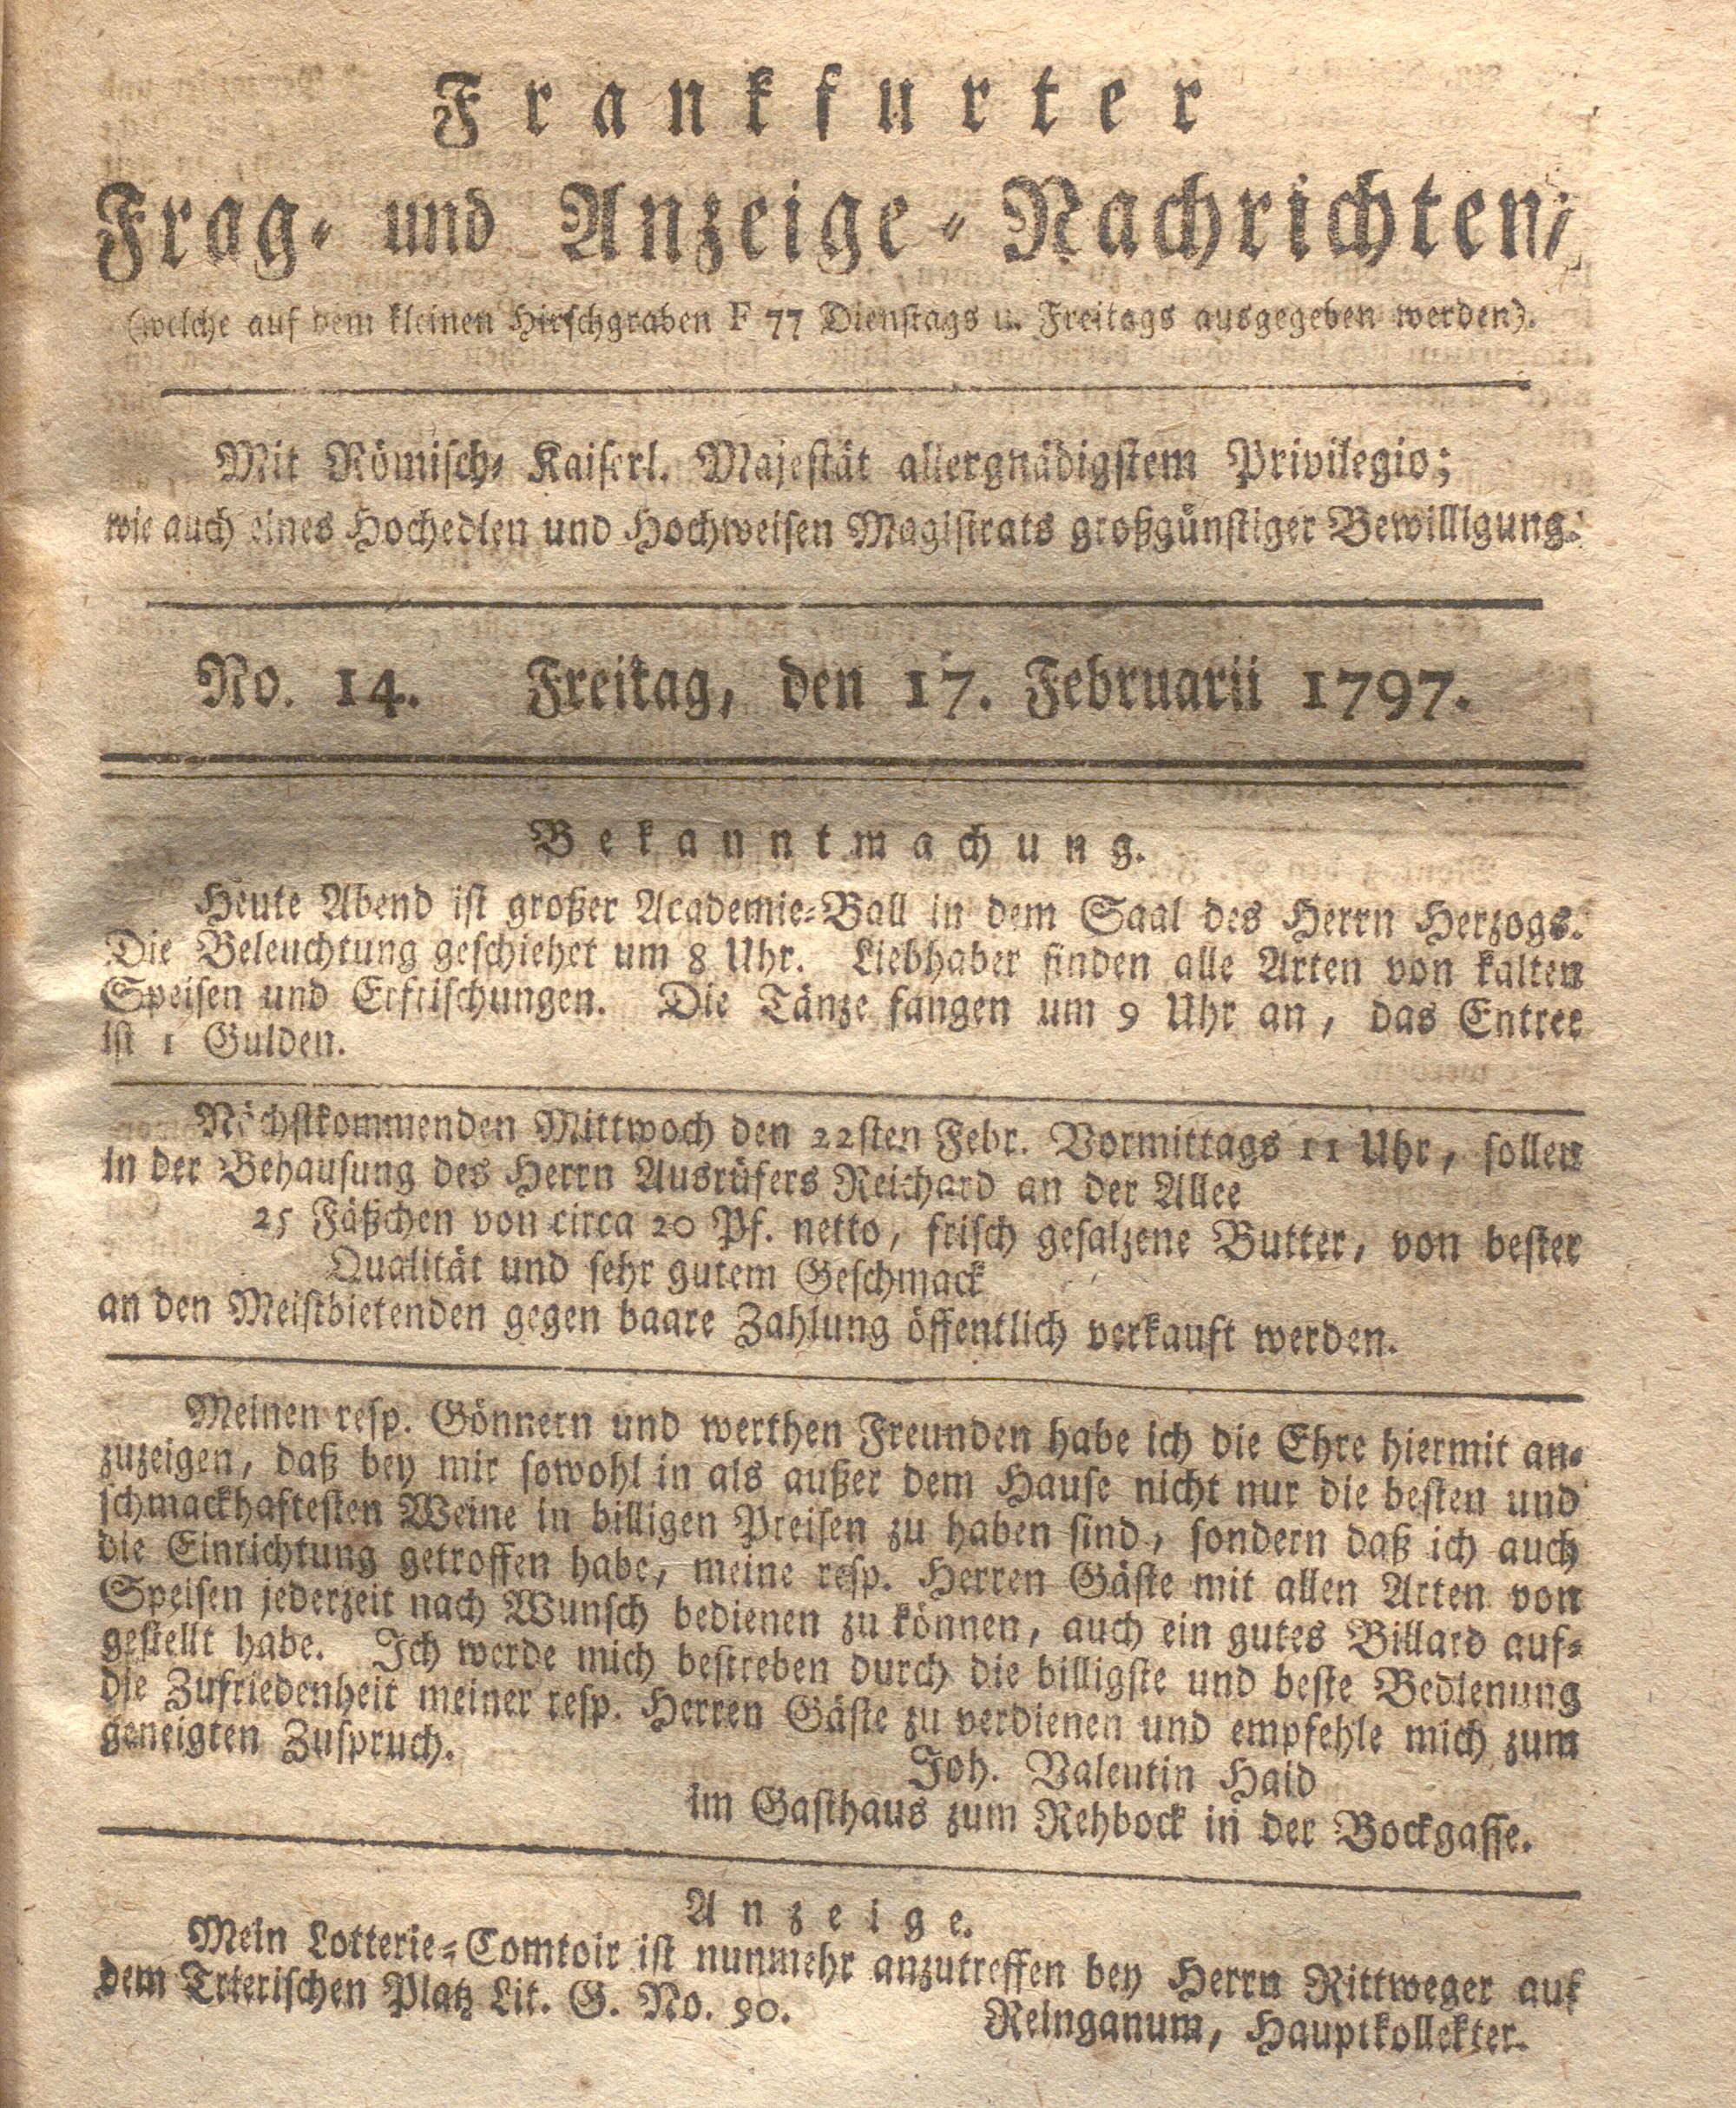 Frankfurter
Frag- und Anzeige-Nachrichten,
(welche auf dem kleinen Hirschgraben F 77 Dienstags u. Freitags ausgegeben werden).
Mit Römisch-Kaiserl. Majestät allergnädigstem Privilegio;
wie auch eines Hochedlen und Hochweisen Magistrats großgünstiger Bewilligung.
No. 14. Freitag, den 17. Februarii 1797.
Bekanntmachung.
Heute Abend ist großer Academie-Ball in dem Saal des Herrn Herzogs.
Die Beleuchtung geschiehet um 8 Uhr. Liebhaber finden alle Arten von kalten
Speisen und Erfrischungen. Die Tänze fangen um 9 Uhr an, das Entree
ist 1 Gulden.
Nächstkommenden Mittwoch den 22sten Febr. Vormittags 11 Uhr, sollen
in der Behausung des Herrn Ausrüfers Reichard an der Allee
25 Fäßchen von circa 20 Pf. netto, frisch gesalzene Butter, von bester
Qualität und sehr gutem Geschmack
an den Meistbietenden gegen baare Zahlung öffentlich verkauft werden.
Meinen resp. Gönnern und werthen Freunden habe ich die Ehre hiermit an-
zuzeigen, daß bey mir sowohl in als außer dem Hause nicht nur die besten und
schmackhaftesten Weine in billigen Preisen zu haben sind, sondern daß ich auch
die Einrichtung getroffen habe, meine resp. Herren Gäste mit allen Arten von
Speisen jederzeit nach Wunsch bedienen zu können, auch ein gutes Billard auf-
gestellt habe. Ich werde mich bestreben durch die billigste und beste Bedienung
die Zufriedenheit meiner resp. Herren Gäste zu verdienen und empfehle mich zum
geneigten Zuspruch.
Joh. Valentin Haid
im Gasthaus zum Rehbock in der Bockgasse.
Anzeige.
Mein Lotterie-Comtoir ist nunmehr anzutreffen bey Herrn Rittweger auf
dem Trierischen Platz Lit. G. No. 90.
Reinganum, Hauptkollekter.